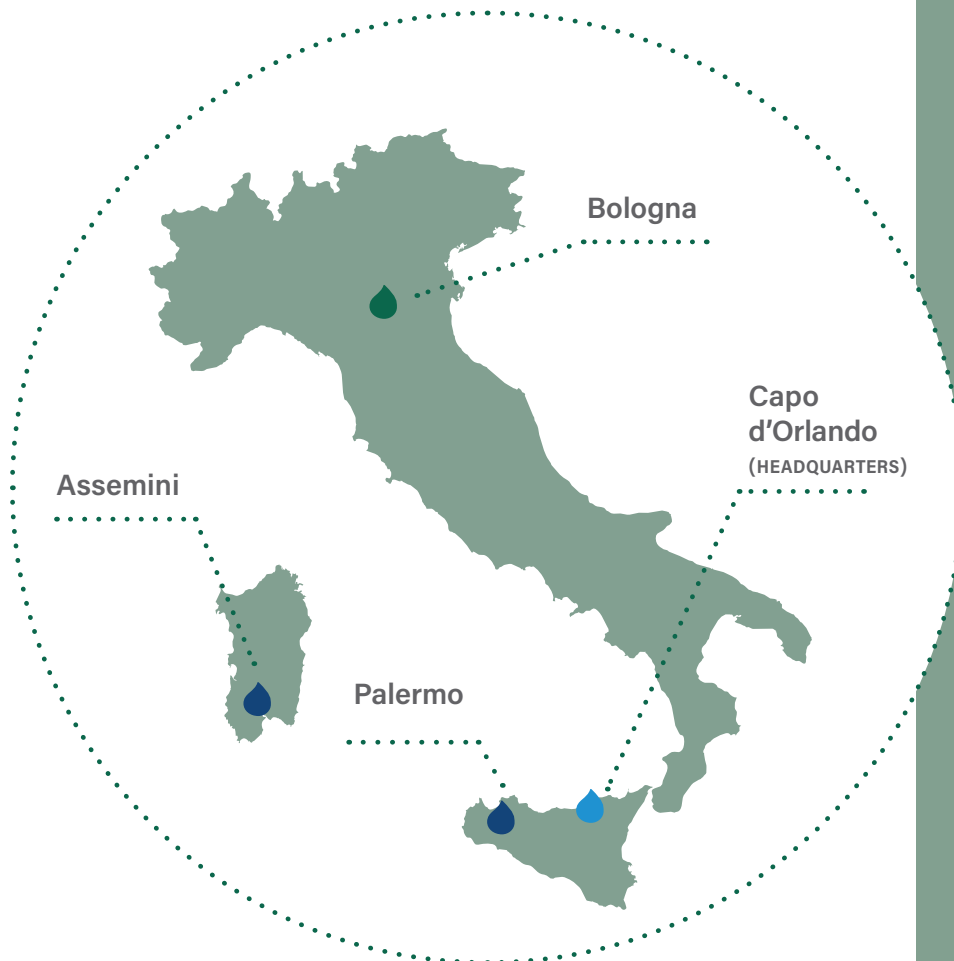 Bologna
Capo
d’Orlando
(HEADQUARTERS)
Assemini
Palermo